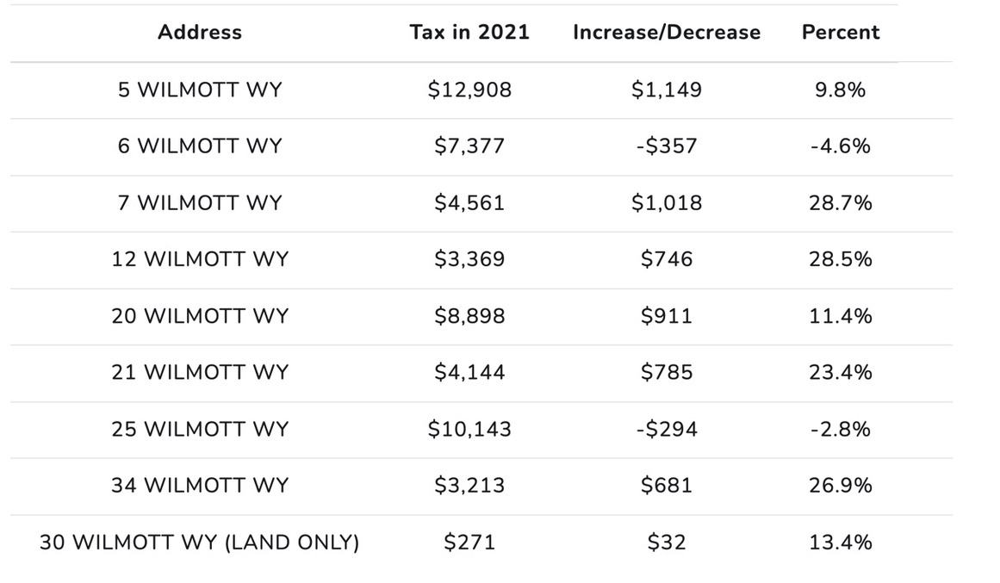 Address Tax in 2021 Increase/Decrease Percent
5 WILMOTT WY $12,908 $1,149 9.8%
6 WILMOTT WY $7,377 -$357 -4.6%
7 WILMOTT WY $4,561 $1,018 28.7%
12 WILMOTT WY $3,369 $746 28.5%
20 WILMOTT WY $8,898 $911 11.4%
21 WILMOTT WY $4,144 $785 23.4%
25 WILMOTT WY $10,143 -$294 -2.8%
34 WILMOTT WY $3,213 $681 26.9%
30 WILMOTT WY (LAND ONLY) $271 $32 13.4%